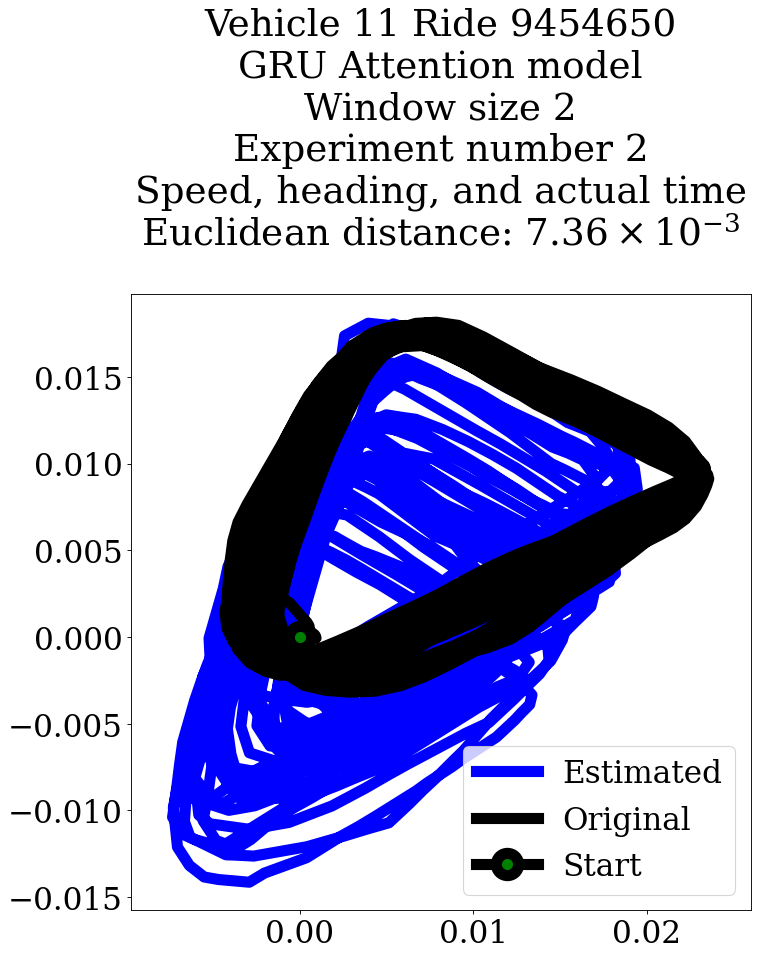 Vehicle 11 Ride 9454650
GRU Attention model
Window size 2
Experiment number 2
Speed, heading, and actual time
Euclidean distance: 7.36 × 10⁻³
0.015
0.010
0.005
0.000
−0.005
−0.010
−0.015
0.00 0.01 0.02
Estimated
Original
Start